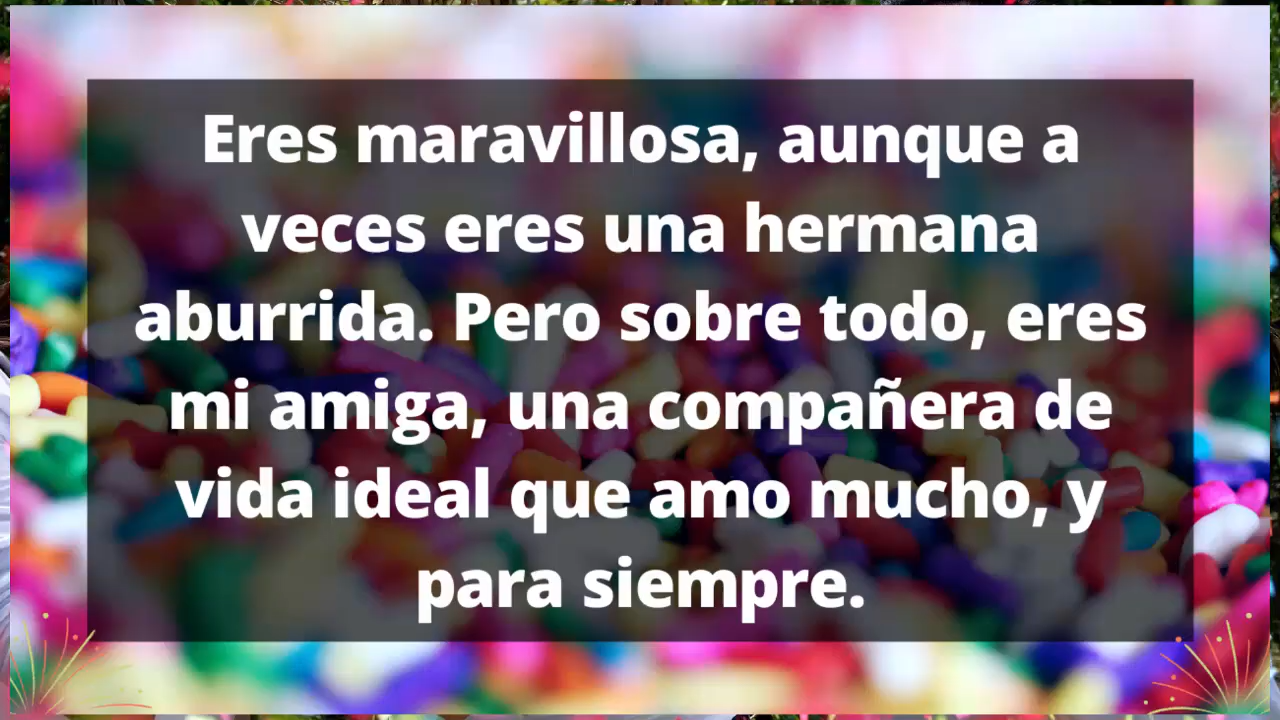 Eres maravillosa, aunque a
veces eres una hermana
aburrida. Pero sobre todo, eres
mi amiga, una compañera de
vida ideal que amo mucho, y
para siempre.